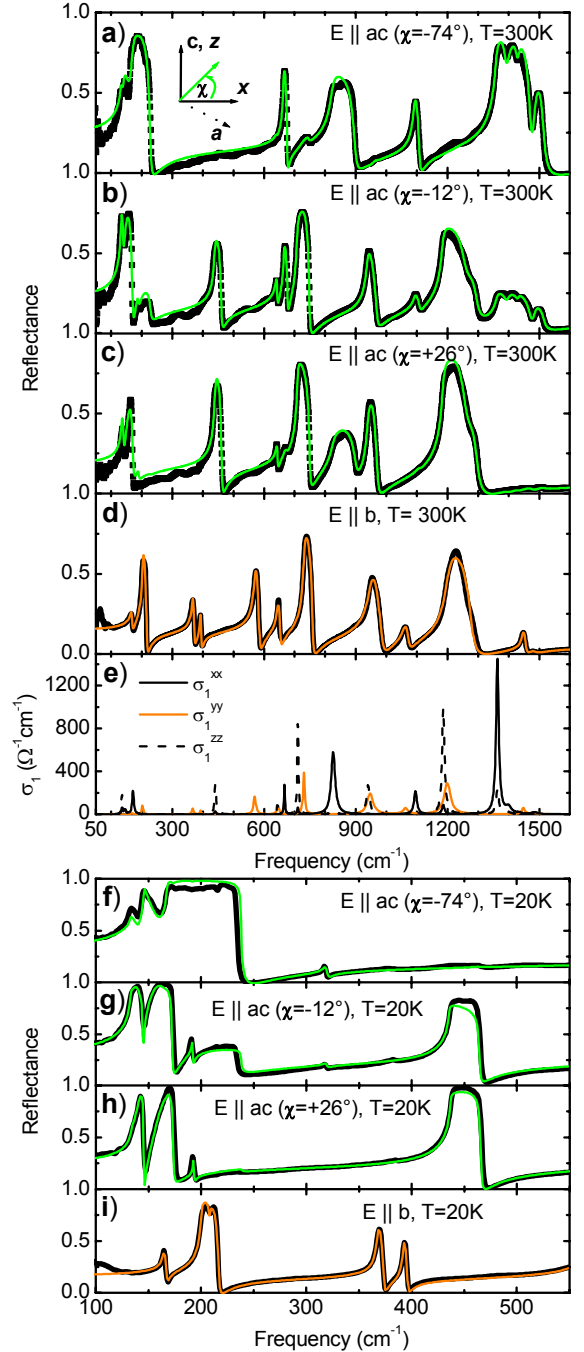 a) E || ac (χ=-74°), T=300K
c, z
χ
x
a
0.5
1.0
b) E || ac (χ=-12°), T=300K
0.5
1.0
c) E || ac (χ=+26°), T=300K
0.5
1.0
Reflectance
d) E || b, T= 300K
0.5
0.0
e)
σ₁ˣˣ
σ₁ʸʸ
σ₁ᶻᶻ
σ₁ (Ω⁻¹cm⁻¹)
1200
800
400
0
50 300 600 900 1200 1500
Frequency (cm⁻¹)
1.0
f) E || ac (χ=-74°), T=20K
0.5
1.0
g) E || ac (χ=-12°), T=20K
0.5
1.0
Reflectance
h) E || ac (χ=+26°), T=20K
0.5
1.0
i) E || b, T=20K
0.5
0.0
100 200 300 400 500
Frequency (cm⁻¹)